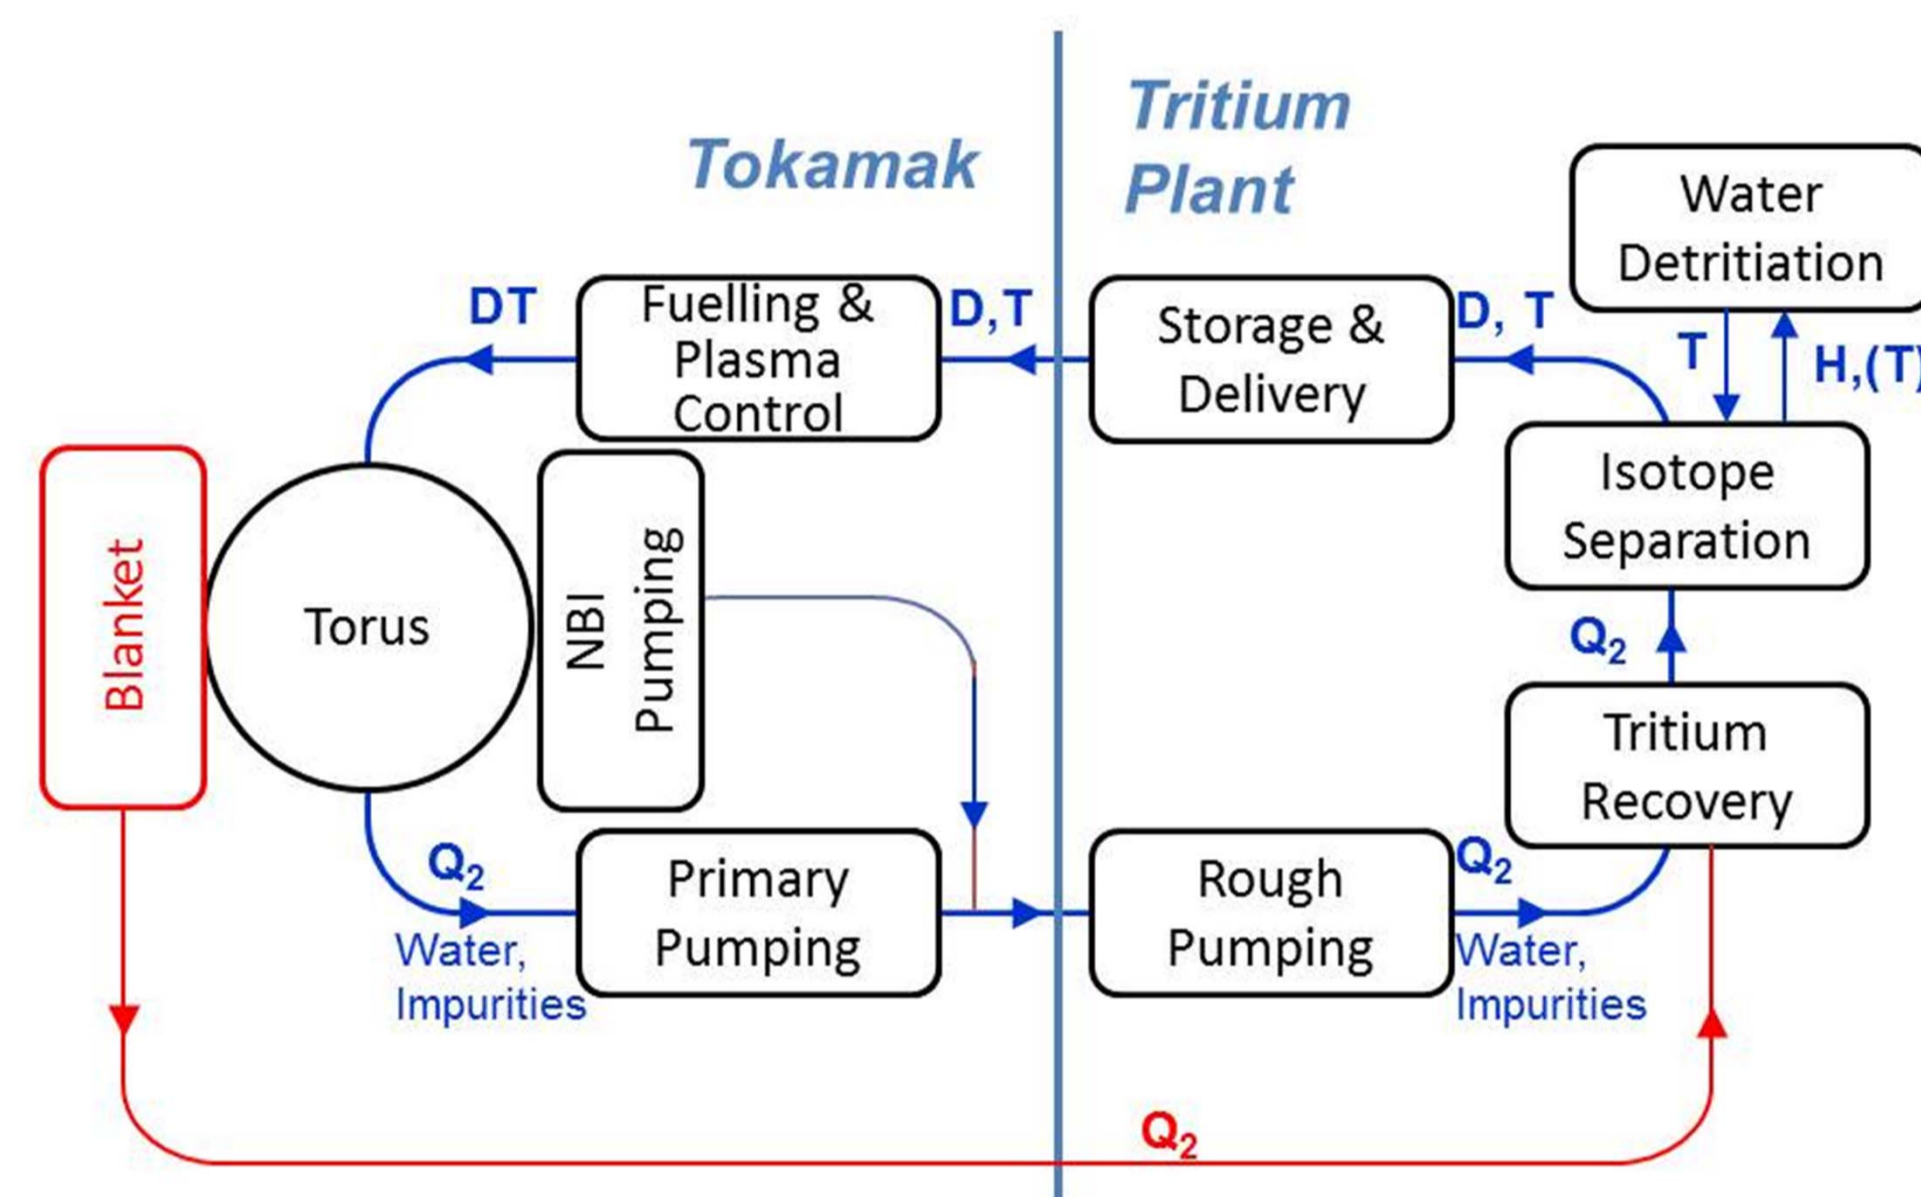 Tokamak
Tritium
Plant
Water
Detritiation
DT
Fuelling &
Plasma
Control
D,T
Storage &
Delivery
D, T
T
H,(T)
Isotope
Separation
Blanket
Torus
NBI
Pumping
Q₂
Tritium
Recovery
Q₂
Water,
Impurities
Primary
Pumping
Rough
Pumping
Q₂
Water,
Impurities
Q₂